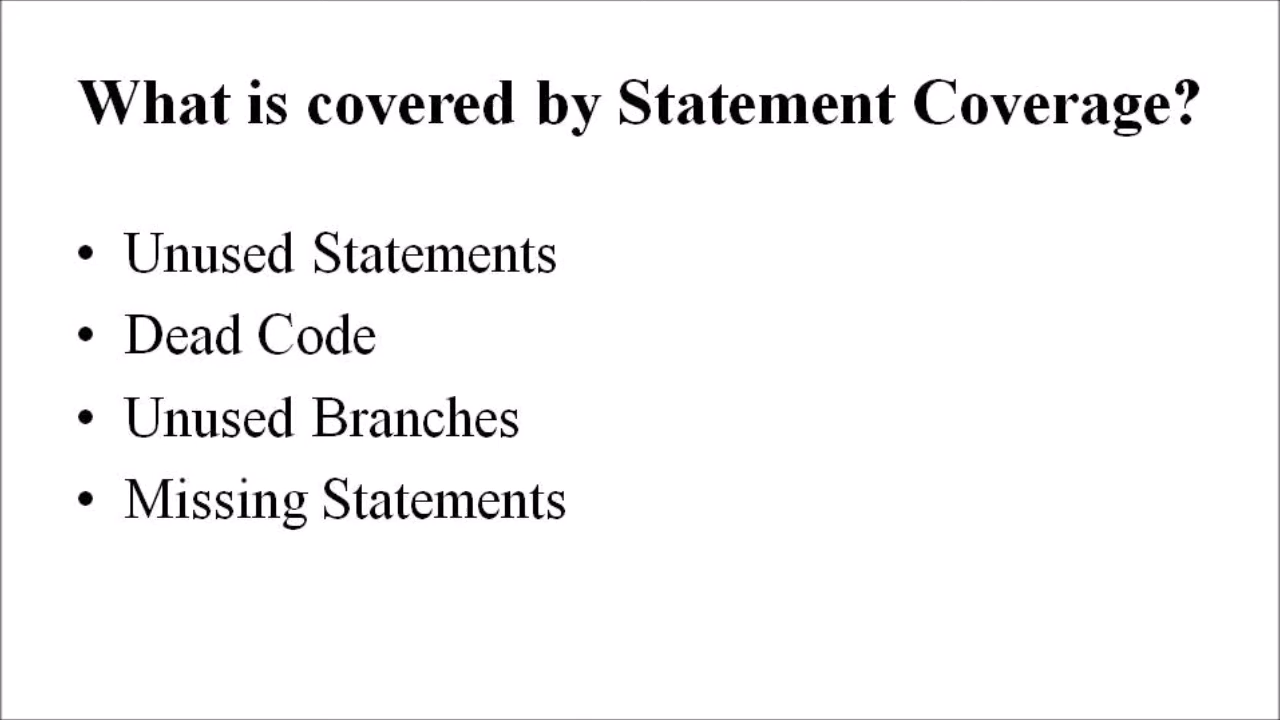 What is covered by Statement Coverage?
• Unused Statements
• Dead Code
• Unused Branches
• Missing Statements